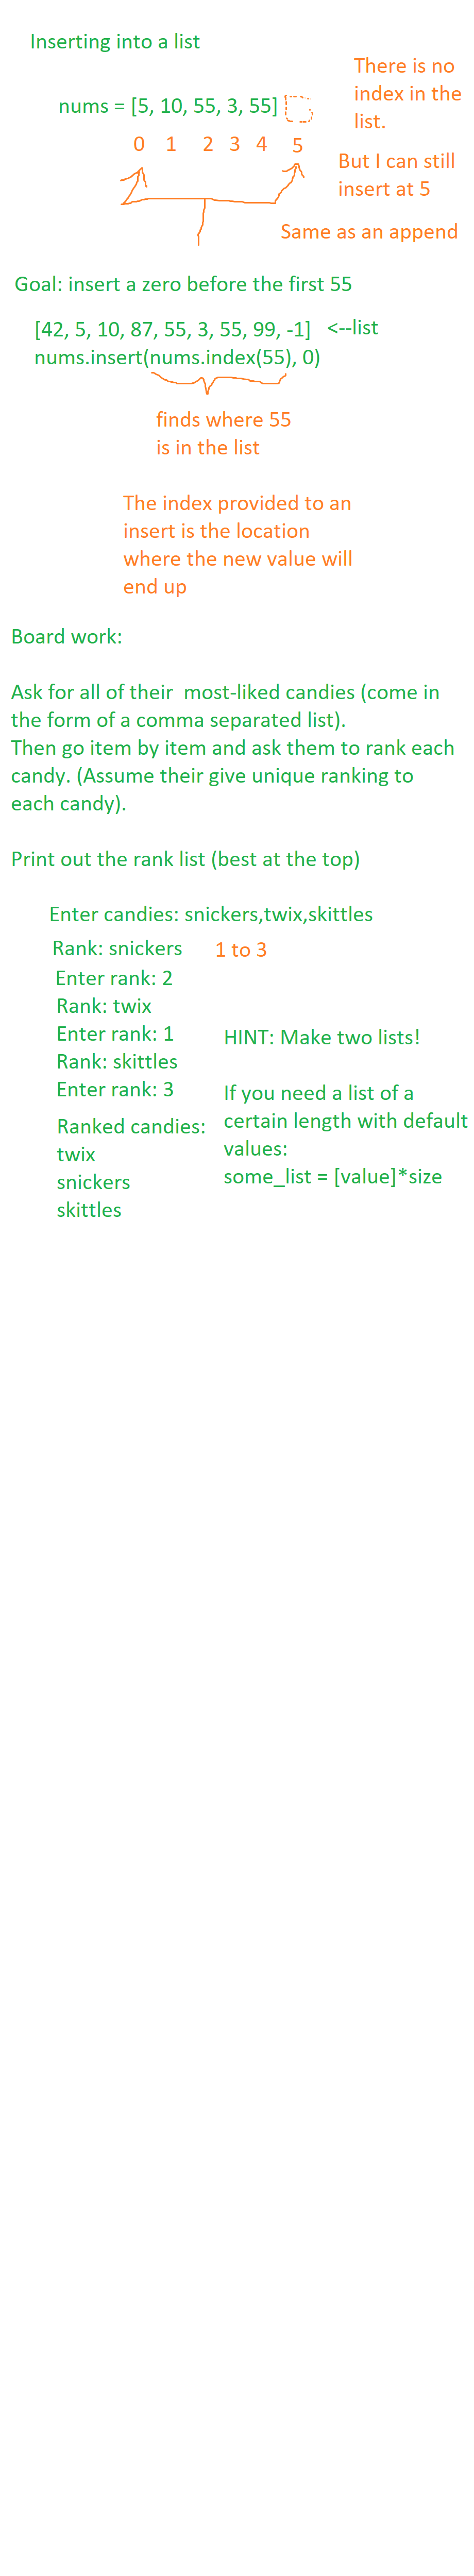 Inserting into a list
There is no
index in the
list.
nums = [5, 10, 55, 3, 55]
0 1 2 3 4 5
But I can still
insert at 5
Same as an append
Goal: insert a zero before the first 55
[42, 5, 10, 87, 55, 3, 55, 99, -1] <--list
nums.insert(nums.index(55), 0)
finds where 55
is in the list
The index provided to an
insert is the location
where the new value will
end up
Board work:
Ask for all of their  most-liked candies (come in
the form of a comma separated list).
Then go item by item and ask them to rank each
candy. (Assume their give unique ranking to
each candy).
Print out the rank list (best at the top)
Enter candies: snickers,twix,skittles
Rank: snickers 1 to 3
Enter rank: 2
Rank: twix
Enter rank: 1
Rank: skittles
Enter rank: 3
Ranked candies:
twix
snickers
skittles
HINT: Make two lists!
If you need a list of a
certain length with default
values:
some_list = [value]*size